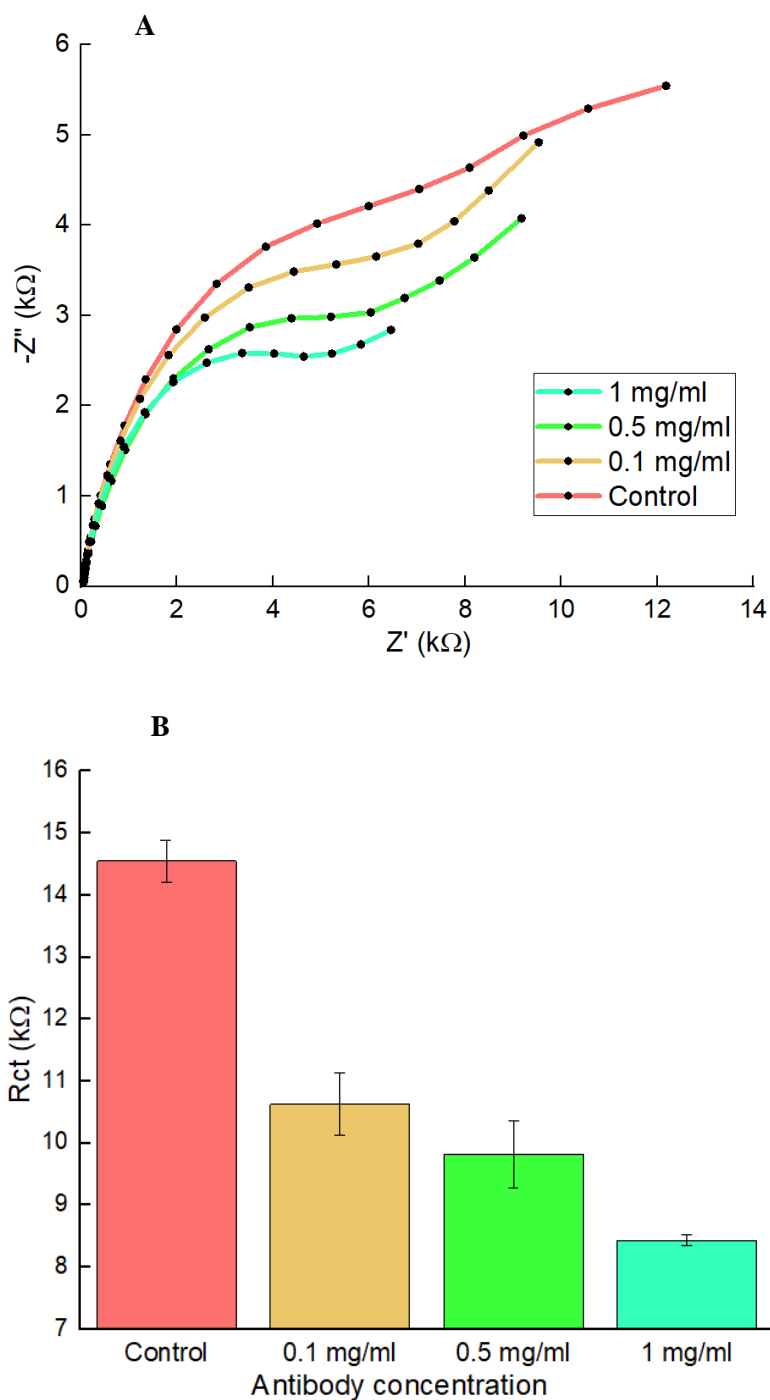 A
6
5
4
3
2
1
0
-Z" (kΩ)
1 mg/ml
0.5 mg/ml
0.1 mg/ml
Control
0 2 4 6 8 10 12 14
Z' (kΩ)
B
16
15
14
13
12
11
10
9
8
7
Rct (kΩ)
Control 0.1 mg/ml 0.5 mg/ml 1 mg/ml
Antibody concentration